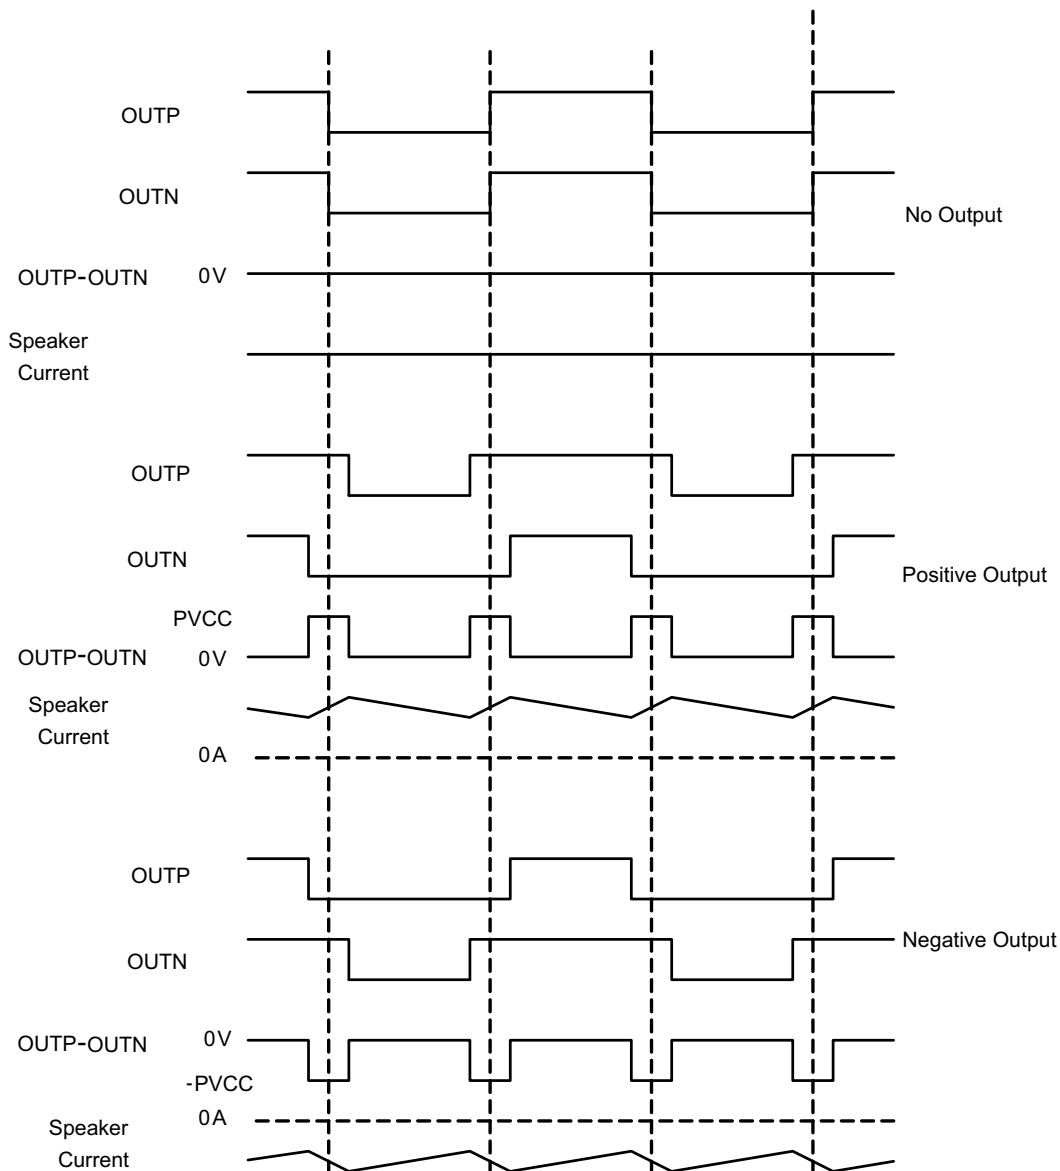 OUTP
OUTN
No Output
OUTP-OUTN 0V
Speaker
Current
OUTP
OUTN
Positive Output
PVCC
OUTP-OUTN 0V
Speaker
Current
0A
OUTP
OUTN
Negative Output
OUTP-OUTN 0V
-PVCC
0A
Speaker
Current